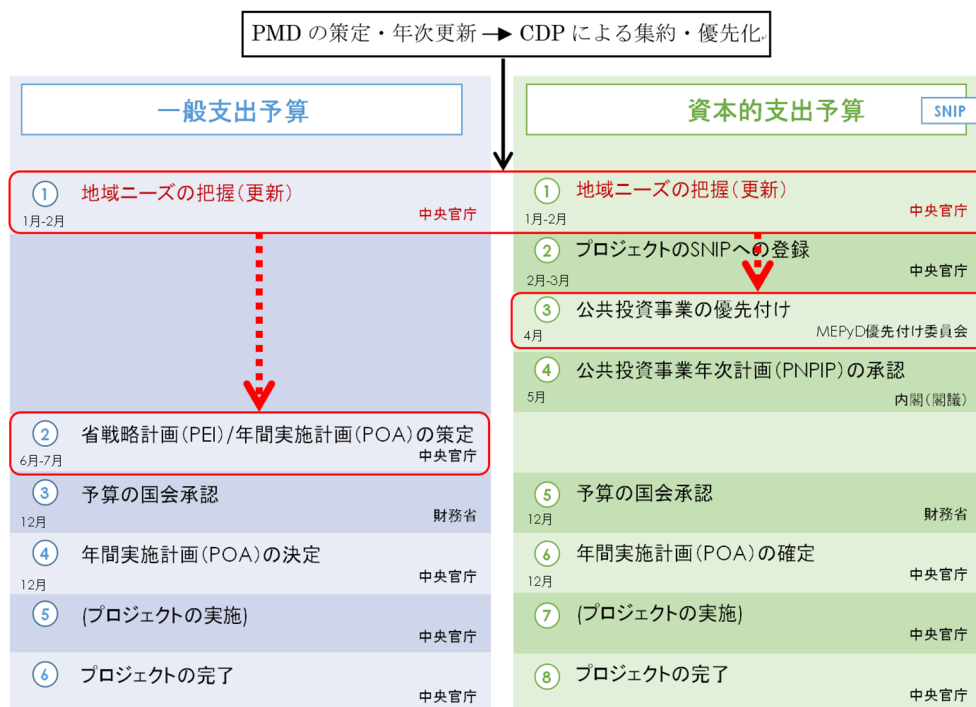 PMD の策定・年次更新 → CDP による集約・優先化
一般支出予算
① 地域ニーズの把握(更新)
1月-2月
中央官庁
② 省戦略計画(PEI)/年間実施計画(POA)の策定
6月-7月
中央官庁
③ 予算の国会承認
12月
財務省
④ 年間実施計画(POA)の決定
12月
中央官庁
⑤ (プロジェクトの実施)
中央官庁
⑥ プロジェクトの完了
中央官庁
資本的支出予算
SNIP
① 地域ニーズの把握(更新)
1月-2月
中央官庁
② プロジェクトのSNIPへの登録
2月-3月
中央官庁
③ 公共投資事業の優先付け
4月
MEPyD優先付け委員会
④ 公共投資事業年次計画(PNPIP)の承認
5月
内閣(閣議)
⑤ 予算の国会承認
12月
財務省
⑥ 年間実施計画(POA)の確定
12月
中央官庁
⑦ (プロジェクトの実施)
中央官庁
⑧ プロジェクトの完了
中央官庁